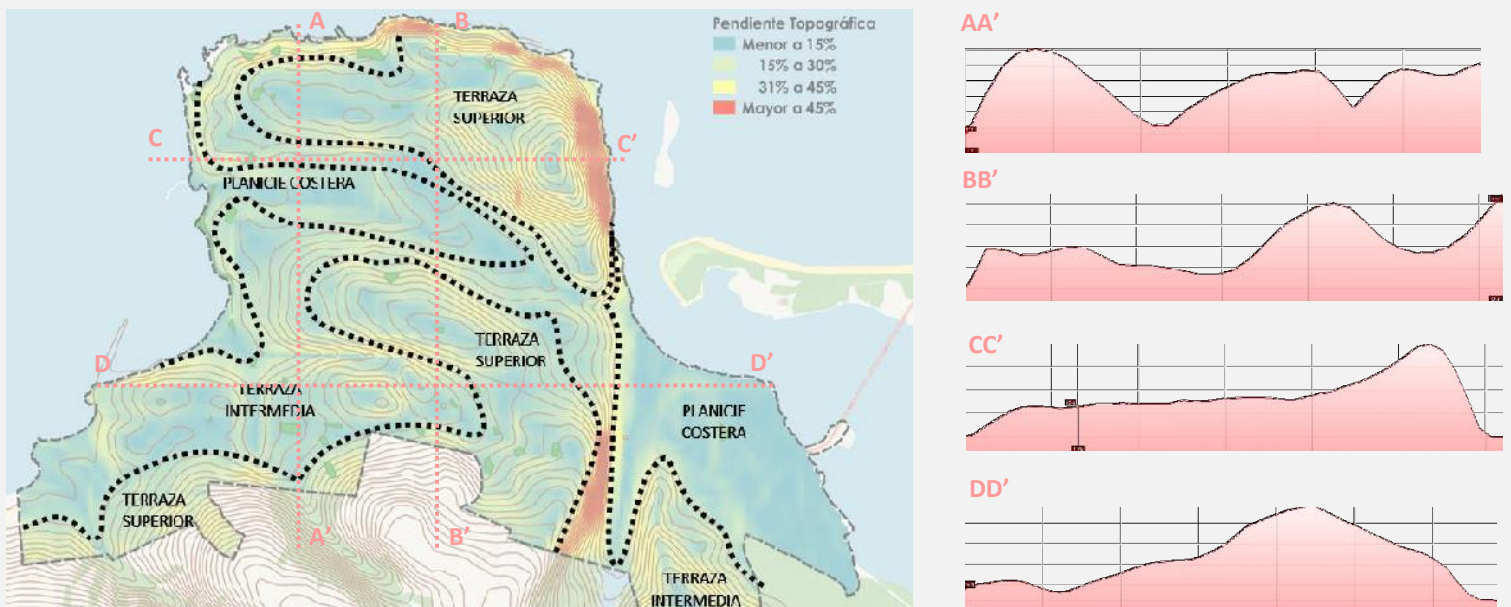 A
B
Pendiente Topográfica
Menor a 15%
15% a 30%
31% a 45%
Mayor a 45%
TERRAZA
SUPERIOR
C
C'
PLANICIE COSTERA
TERRAZA
SUPERIOR
D
D'
TERRAZA
INTERMEDIA
PLANICIE
COSTERA
TERRAZA
SUPERIOR
A'
B'
TERRAZA
INTERMEDIA
AA'
BB'
CC'
DD'